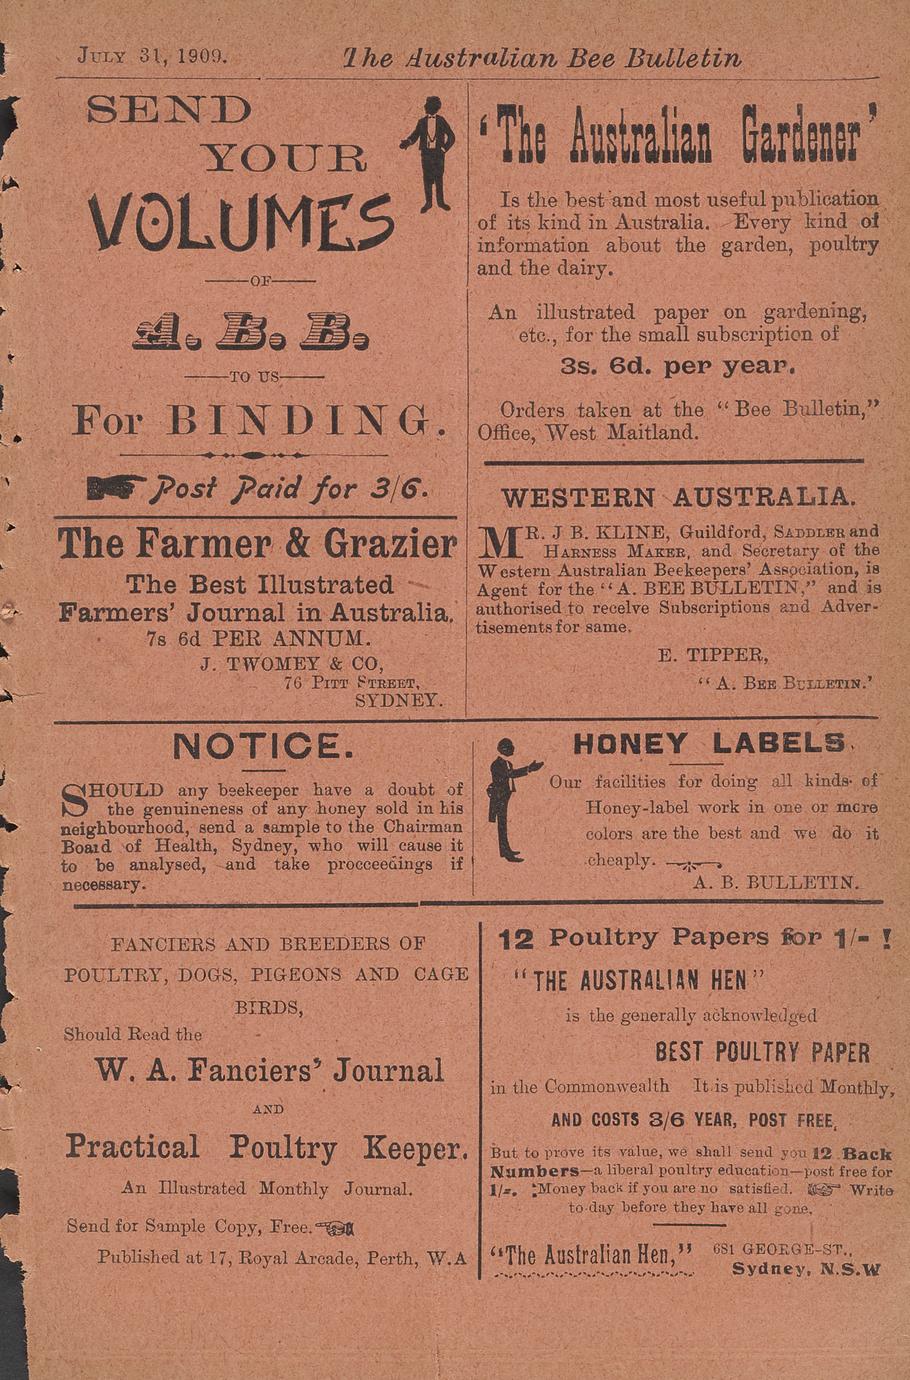 JULY 31, 1909. The Australian Bee Bulletin
SEND
YOUR
VOLUMES
OF
A. B. B.
TO US
For BINDING.
Post Paid for 3/6.
The Farmer & Grazier
The Best Illustrated
Farmers' Journal in Australia.
7s 6d PER ANNUM.
J. TWOMEY & CO,
76 PITT STREET,
SYDNEY.
'The Australian Gardener'
Is the best and most useful publication
of its kind in Australia. Every kind of
information about the garden, poultry
and the dairy.
An illustrated paper on gardening,
etc., for the small subscription of
3s. 6d. per year.
Orders taken at the "Bee Bulletin,"
Office, West Maitland.
WESTERN AUSTRALIA.
MR. J B. KLINE, Guildford, SADDLER and
HARNESS MAKER, and Secretary of the
Western Australian Beekeepers' Association, is
Agent for the "A. BEE BULLETIN," and is
authorised to receive Subscriptions and Adver-
tisements for same.
E. TIPPER,
"A. BEE BULLETIN.'
NOTICE.
SHOULD any beekeeper have a doubt of
the genuineness of any honey sold in his
neighbourhood, send a sample to the Chairman
Board of Health, Sydney, who will cause it
to be analysed, and take procceedings if
necessary.
HONEY LABELS.
Our facilities for doing all kinds of
Honey-label work in one or more
colors are the best and we do it
cheaply.
A. B. BULLETIN.
FANCIERS AND BREEDERS OF
POULTRY, DOGS, PIGEONS AND CAGE
BIRDS,
Should Read the
W. A. Fanciers' Journal
AND
Practical Poultry Keeper.
An Illustrated Monthly Journal.
Send for Sample Copy, Free.
Published at 17, Royal Arcade, Perth, W.A
12 Poultry Papers for 1/- !
"THE AUSTRALIAN HEN"
is the generally acknowledged
BEST POULTRY PAPER
in the Commonwealth It is published Monthly,
AND COSTS 3/6 YEAR, POST FREE,
But to prove its value, we shall send you 12 Back
Numbers—a liberal poultry education—post free for
1/-. Money back if you are no satisfied. Write
to-day before they have all gone.
"The Australian Hen," 681 GEORGE-ST.,
Sydney, N.S.W